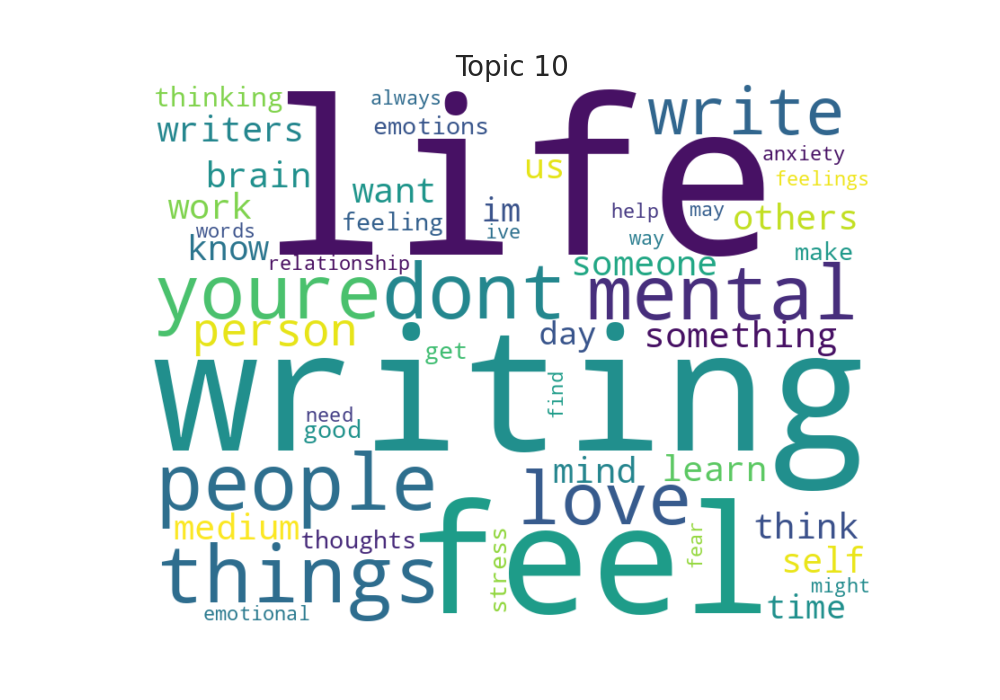 Topic 10
thinking
always
life
write
writers
emotions
us
anxiety
brain
want
feelings
work
feeling
im
help
may
others
words
ive
way
know
relationship
someone
make
youre
dont
mental
person
day
something
get
writing
find
need
good
people
mind
learn
love
medium
thoughts
feel
stress
fear
think
things
self
emotional
might
time